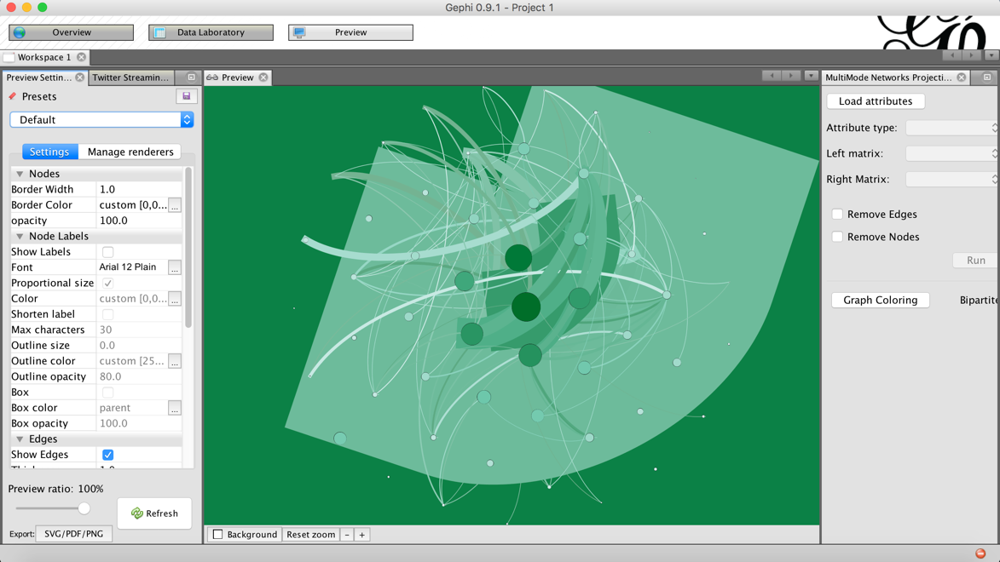 Gephi 0.9.1 - Project 1
Overview
Data Laboratory
Preview
Workspace 1
Preview Settin...
Twitter Streamin...
Preview
MultiMode Networks Projecti...
Presets
Default
Settings
Manage renderers
Nodes
Border Width 1.0
Border Color custom [0,0... ...
opacity 100.0
Node Labels
Show Labels
Font Arial 12 Plain ...
Proportional size
Color custom [0,0... ...
Shorten label
Max characters 30
Outline size 0.0
Outline color custom [25... ...
Outline opacity 80.0
Box
Box color parent ...
Box opacity 100.0
Edges
Show Edges
Preview ratio: 100%
Refresh
Export: SVG/PDF/PNG
Background
Reset zoom
-
+
Load attributes
Attribute type:
Left matrix:
Right Matrix:
Remove Edges
Remove Nodes
Run
Graph Coloring
Bipartite